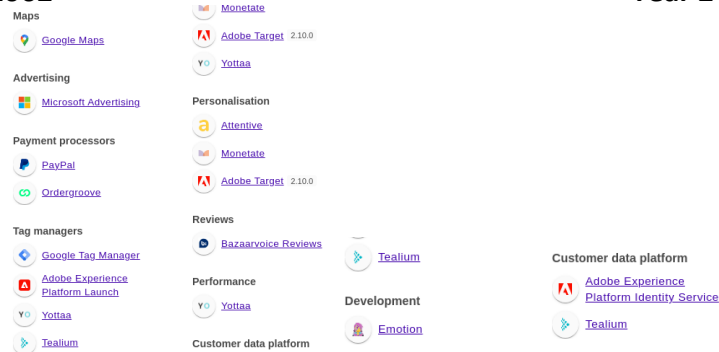 Maps
Google Maps
Advertising
Microsoft Advertising
Payment processors
PayPal
Ordergroove
Tag managers
Google Tag Manager
Adobe Experience
Platform Launch
Yottaa
Tealium
Monetate
Adobe Target 2.10.0
Yottaa
Personalisation
Attentive
Monetate
Adobe Target 2.10.0
Reviews
Bazaarvoice Reviews
Performance
Yottaa
Customer data platform
Tealium
Development
Emotion
Customer data platform
Adobe Experience
Platform Identity Service
Tealium